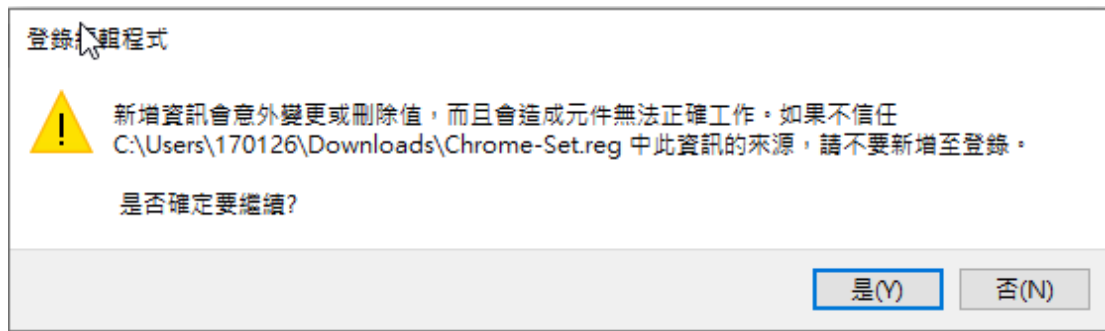 登錄編輯程式
新增資訊會意外變更或刪除值，而且會造成元件無法正確工作。如果不信任
C:\Users\170126\Downloads\Chrome-Set.reg 中此資訊的來源，請不要新增至登錄。
是否確定要繼續?
是(Y)
否(N)